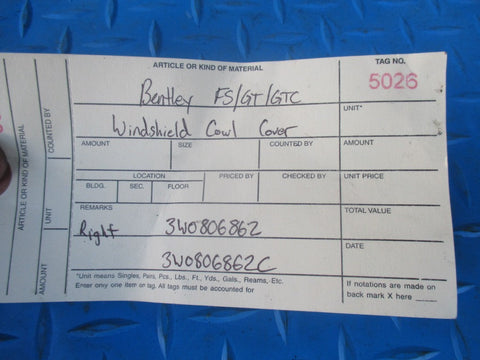 ARTICLE OR KIND OF MATERIAL
TAG NO.
Bentley FS/GT/GTC
5026
UNIT*
Windshield Cowl Cover
AMOUNT
SIZE
COUNTED BY
UNIT PRICE
LOCATION
PRICED BY
CHECKED BY
BLDG.
SEC.
FLOOR
REMARKS
TOTAL VALUE
Right 3W0806862
DATE
3W0806862C
*Unit means Singles, Pairs, Pcs., Lbs., Ft., Yds., Gals., Reams, Etc.
Enter only one item on tag. All tags must be accounted for
If notations are made on
back mark X here
ARTICLE OR KIND OF MATERIAL
COUNTED BY
UNIT
AMOUNT